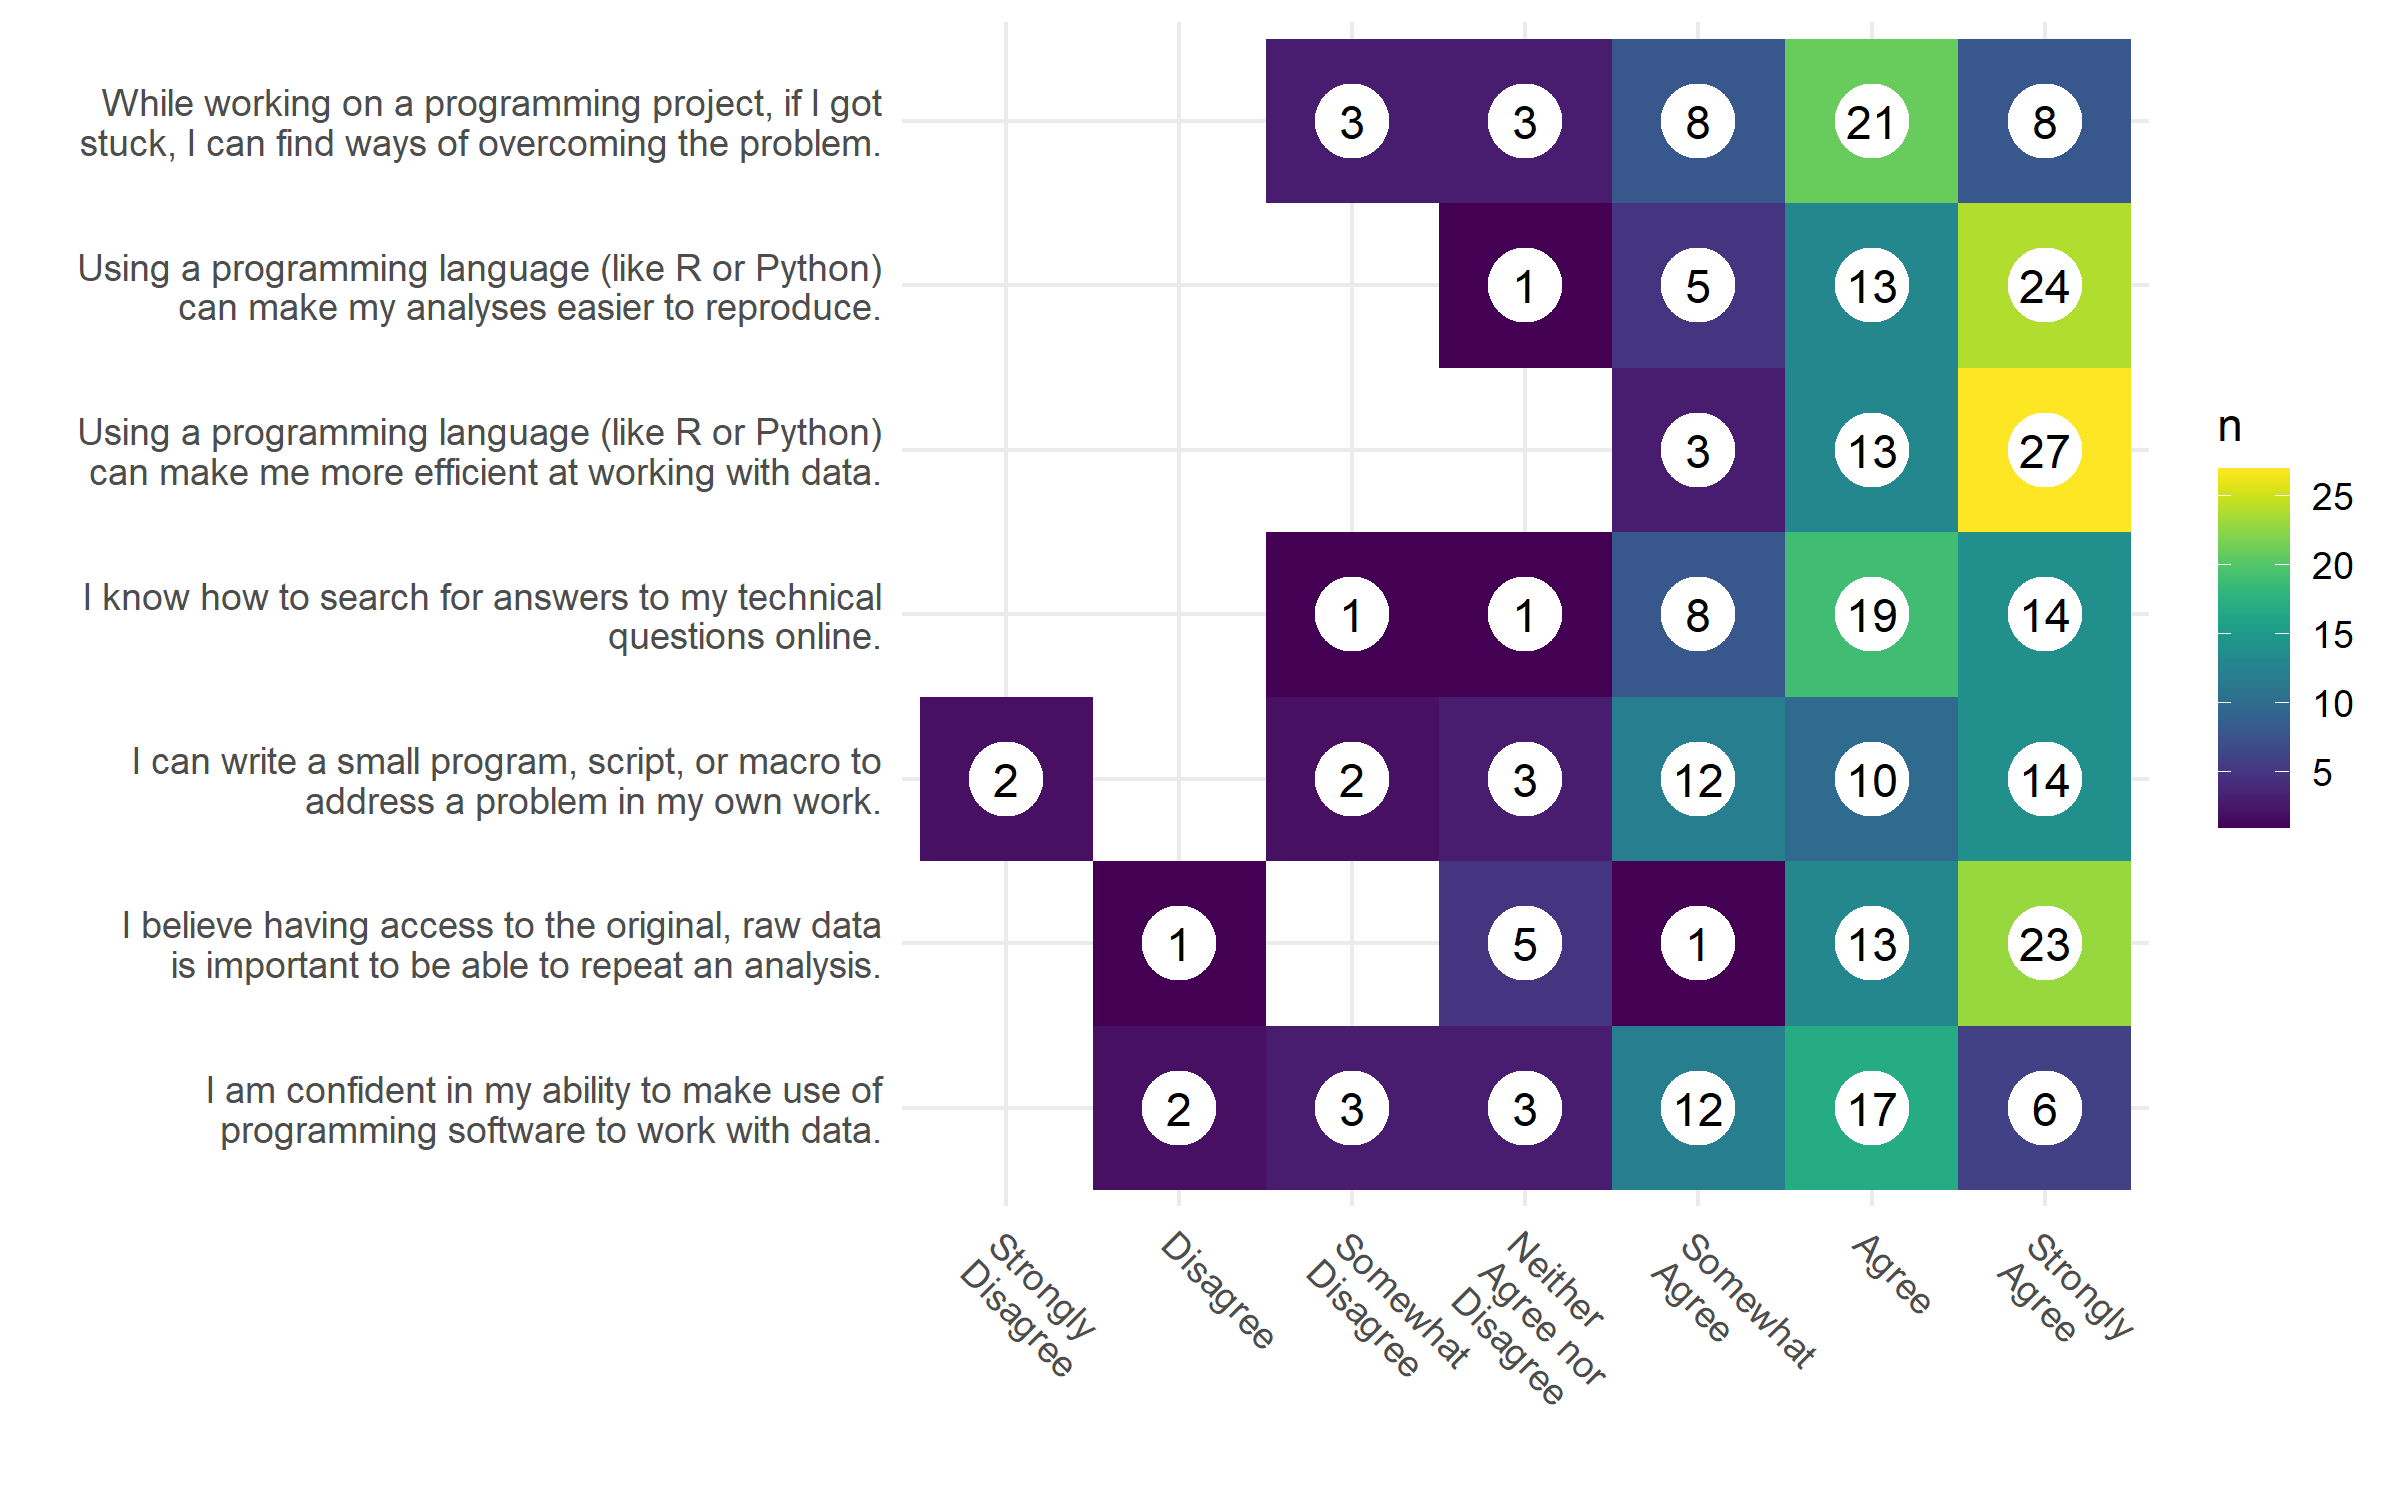 While working on a programming project, if I got
stuck, I can find ways of overcoming the problem.
3 3 8 21 8
Using a programming language (like R or Python)
can make my analyses easier to reproduce.
1 5 13 24
Using a programming language (like R or Python)
can make me more efficient at working with data.
3 13 27
I know how to search for answers to my technical
questions online.
1 1 8 19 14
I can write a small program, script, or macro to
address a problem in my own work.
2 2 3 12 10 14
I believe having access to the original, raw data
is important to be able to repeat an analysis.
1 5 1 13 23
I am confident in my ability to make use of
programming software to work with data.
2 3 3 12 17 6
Strongly
Disagree
Disagree
Somewhat
Disagree
Neither
Agree nor
Disagree
Somewhat
Agree
Agree
Strongly
Agree
n
25
20
15
10
5